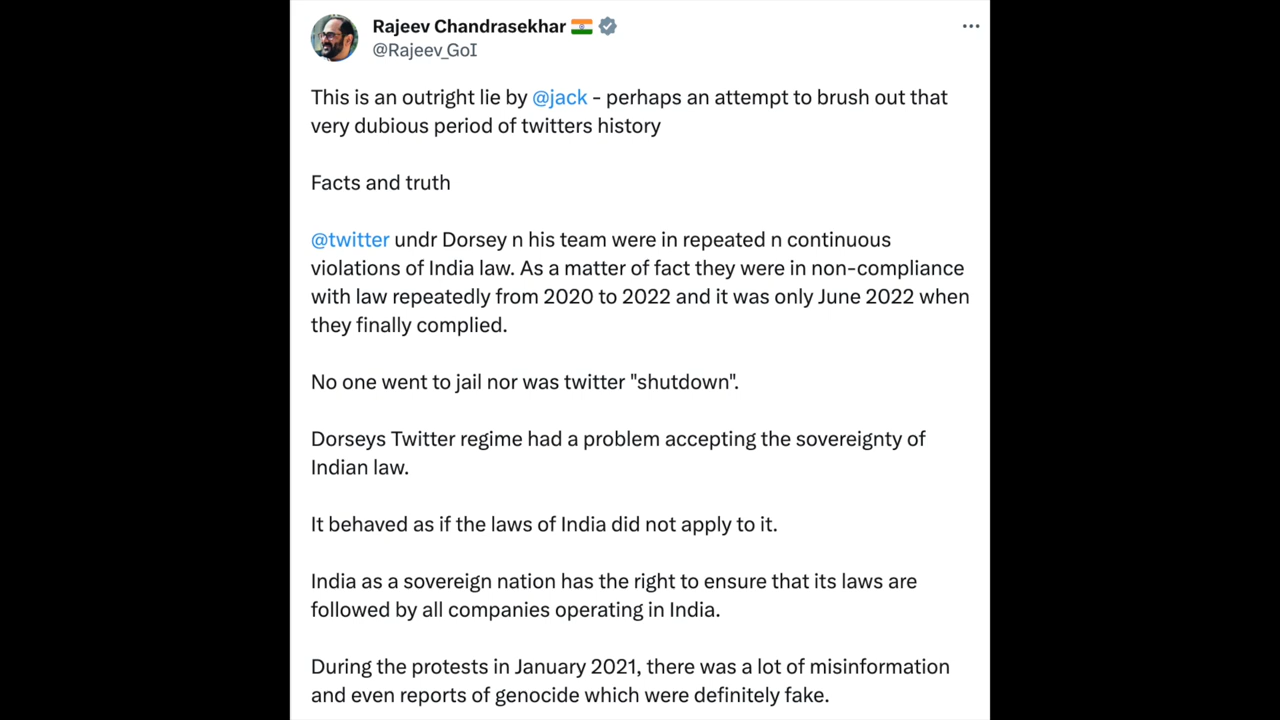 Rajeev Chandrasekhar 🇮🇳
@Rajeev_GoI
This is an outright lie by @jack - perhaps an attempt to brush out that
very dubious period of twitters history
Facts and truth
@twitter undr Dorsey n his team were in repeated n continuous
violations of India law. As a matter of fact they were in non-compliance
with law repeatedly from 2020 to 2022 and it was only June 2022 when
they finally complied.
No one went to jail nor was twitter "shutdown".
Dorseys Twitter regime had a problem accepting the sovereignty of
Indian law.
It behaved as if the laws of India did not apply to it.
India as a sovereign nation has the right to ensure that its laws are
followed by all companies operating in India.
During the protests in January 2021, there was a lot of misinformation
and even reports of genocide which were definitely fake.